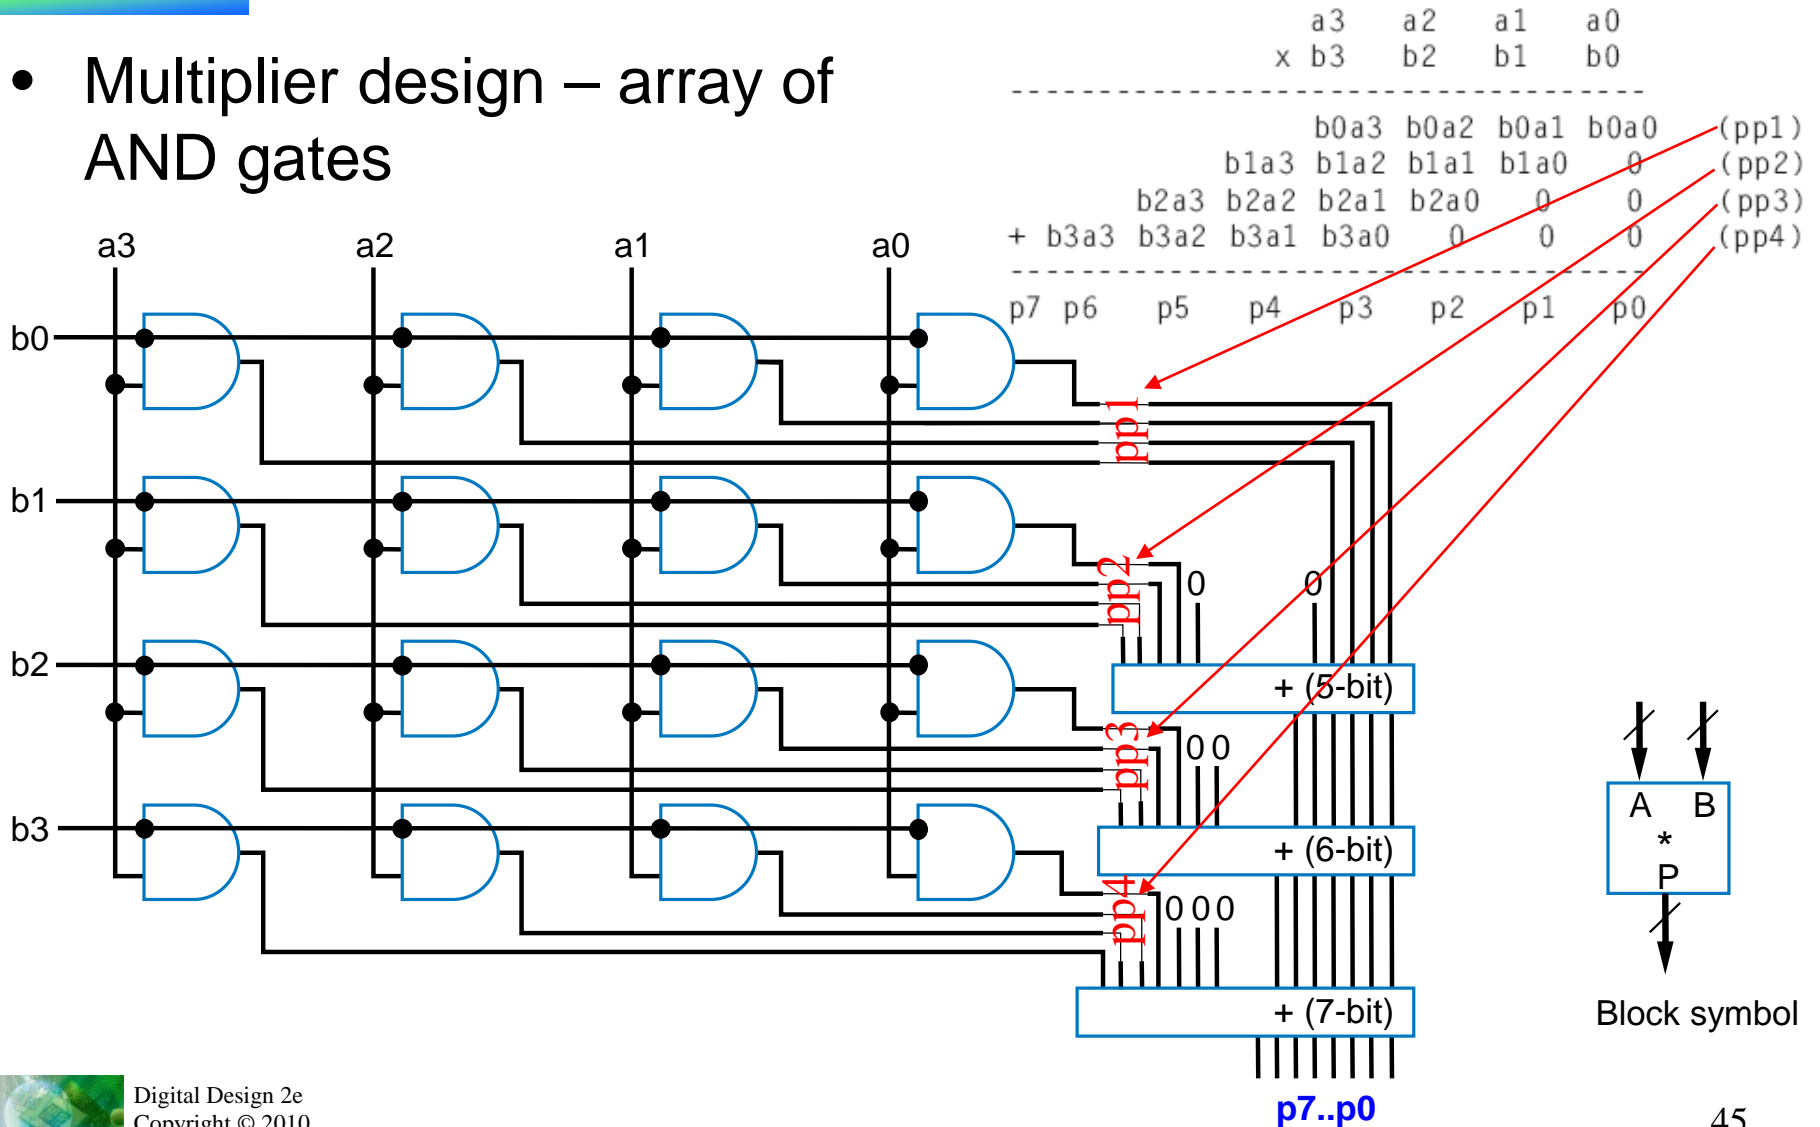 • Multiplier design – array of
AND gates
a3 a2 a1 a0
x b3 b2 b1 b0
-----------------------------------
b0a3 b0a2 b0a1 b0a0 (pp1)
b1a3 b1a2 b1a1 b1a0 0 (pp2)
b2a3 b2a2 b2a1 b2a0 0 0 (pp3)
+ b3a3 b3a2 b3a1 b3a0 0 0 0 (pp4)
-----------------------------------
p7 p6 p5 p4 p3 p2 p1 p0
a3 a2 a1 a0
b0
pp1
b1
pp2
0 0
b2
+ (5-bit)
pp3
0 0
b3
+ (6-bit)
pp4
0 0 0
+ (7-bit)
p7..p0
A B
*
P
Block symbol
Digital Design 2e
Copyright © 2010
45